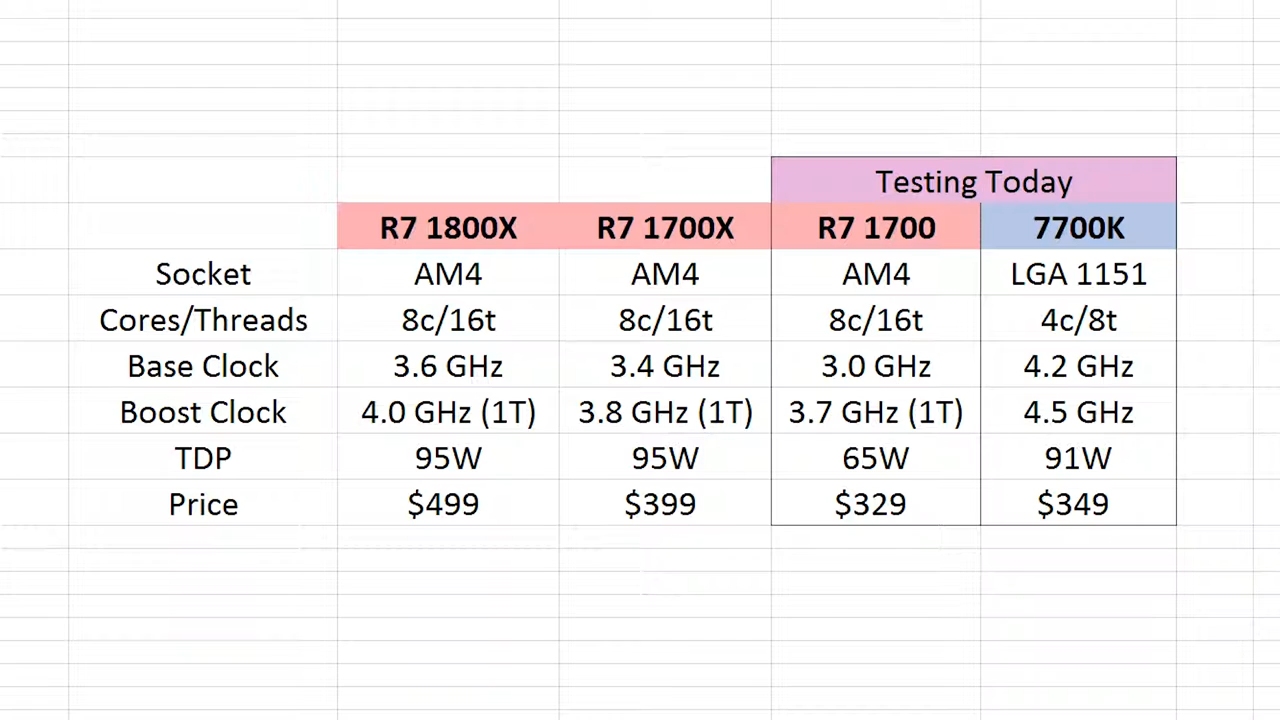 Testing Today
R7 1800X R7 1700X R7 1700 7700K
Socket AM4 AM4 AM4 LGA 1151
Cores/Threads 8c/16t 8c/16t 8c/16t 4c/8t
Base Clock 3.6 GHz 3.4 GHz 3.0 GHz 4.2 GHz
Boost Clock 4.0 GHz (1T) 3.8 GHz (1T) 3.7 GHz (1T) 4.5 GHz
TDP 95W 95W 65W 91W
Price $499 $399 $329 $349